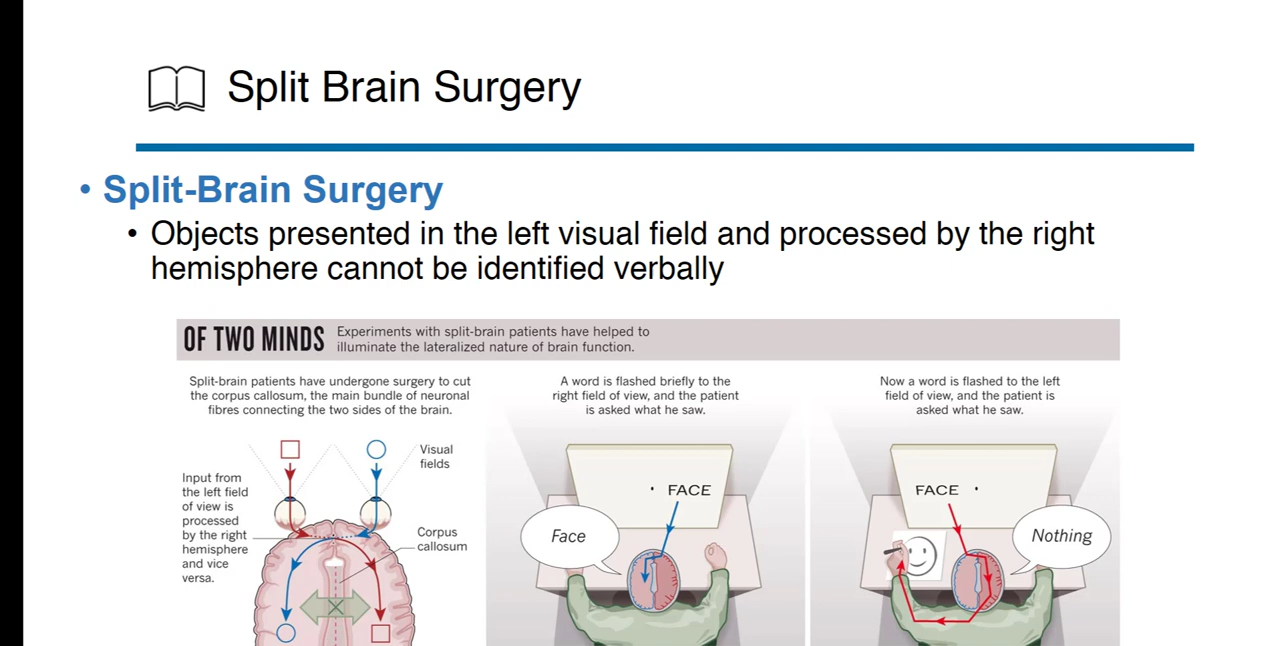 Split Brain Surgery
• Split-Brain Surgery
• Objects presented in the left visual field and processed by the right
hemisphere cannot be identified verbally
OF TWO MINDS
Experiments with split-brain patients have helped to
illuminate the lateralized nature of brain function.
Split-brain patients have undergone surgery to cut
the corpus callosum, the main bundle of neuronal
fibres connecting the two sides of the brain.
Visual
fields
Input from
the left field
of view is
processed
by the right
hemisphere
and vice
versa.
Corpus
callosum
A word is flashed briefly to the
right field of view, and the patient
is asked what he saw.
FACE
Face
Now a word is flashed to the left
field of view, and the patient is
asked what he saw.
FACE
Nothing